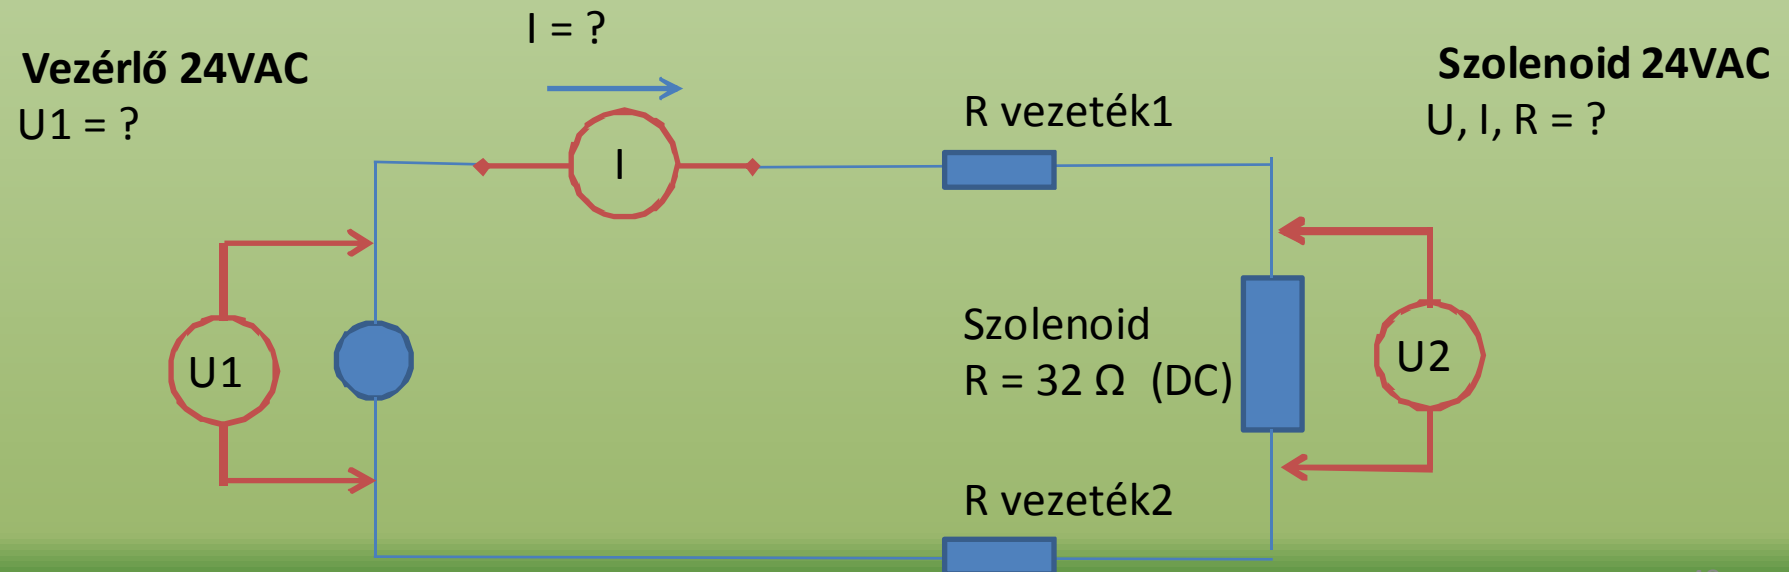 I = ?
Vezérlő 24VAC
U1 = ?
Szolenoid 24VAC
U, I, R = ?
R vezeték1
I
U1
Szolenoid
R = 32 Ω (DC)
U2
R vezeték2